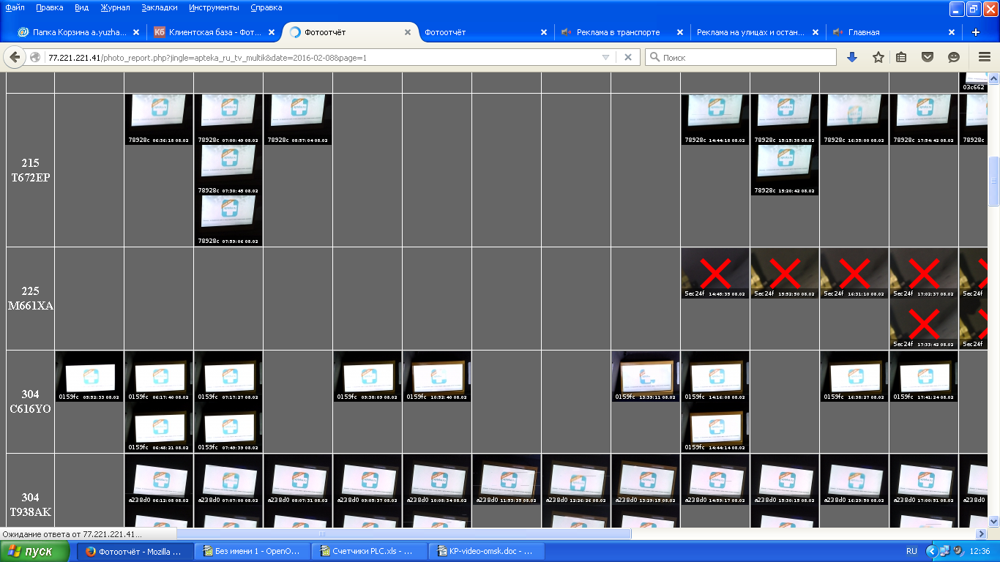 Файл Правка Вид Журнал Закладки Инструменты Справка
Папка Корзина a.yuzha... Клиентская база - Фот... Фотоотчёт Фотоотчёт Реклама в транспорте Реклама на улицах и остан... Главная
77.221.221.41/photo_report.php?jingle=apteka_ru_tv_multik&date=2016-02-08&page=1 Поиск
03c662
78928c 06:36:18 08.02 78928c 07:00:49 08.02 78928c 08:57:04 08.02 78928c 14:44:18 08.02 78928c 15:15:38 08.02 78928c 16:35:00 08.02 78928c 17:54:42 08.02 78928c
215
T672EP
78928c 07:30:45 08.02 78928c 15:20:42 08.02
78928c 07:59:06 08.02
225
M661XA
5ec24f 14:45:35 08.02 5ec24f 15:52:50 08.02 5ec24f 16:31:10 08.02 5ec24f 17:02:37 08.02 5ec24f
5ec24f 17:33:42 08.02 5ec24f
304
C616YO
0159fc 05:52:33 08.02 0159fc 06:17:40 08.02 0159fc 07:17:27 08.02 0159fc 09:38:09 08.02 0159fc 10:52:40 08.02 0159fc 13:39:11 08.02 0159fc 14:16:08 08.02 0159fc 16:38:27 08.02 0159fc 17:41:24 08.02
0159fc 06:48:21 08.02 0159fc 07:49:39 08.02 0159fc 14:44:14 08.02
304
T938AK
a238d0 06:12:08 08.02 a238d0 07:07:00 08.02 a238d0 08:07:31 08.02 a238d0 09:05:37 08.02 a238d0 10:08:34 08.02 a238d0 11:53:35 08.02 a238d0 12:26:26 08.02 a238d0 13:29:15 08.02 a238d0 14:59:17 08.02 a238d0 15:30:15 08.02 a238d0 16:29:50 08.02 a238d0 17:00:51 08.02 a238d0
Ожидание ответа от 77.221.221.41...
пуск Фотоотчёт - Mozilla ... Без имени 1 - OpenO... Счетчики PLC.xls - ... KP-video-omsk.doc - ... RU 12:36